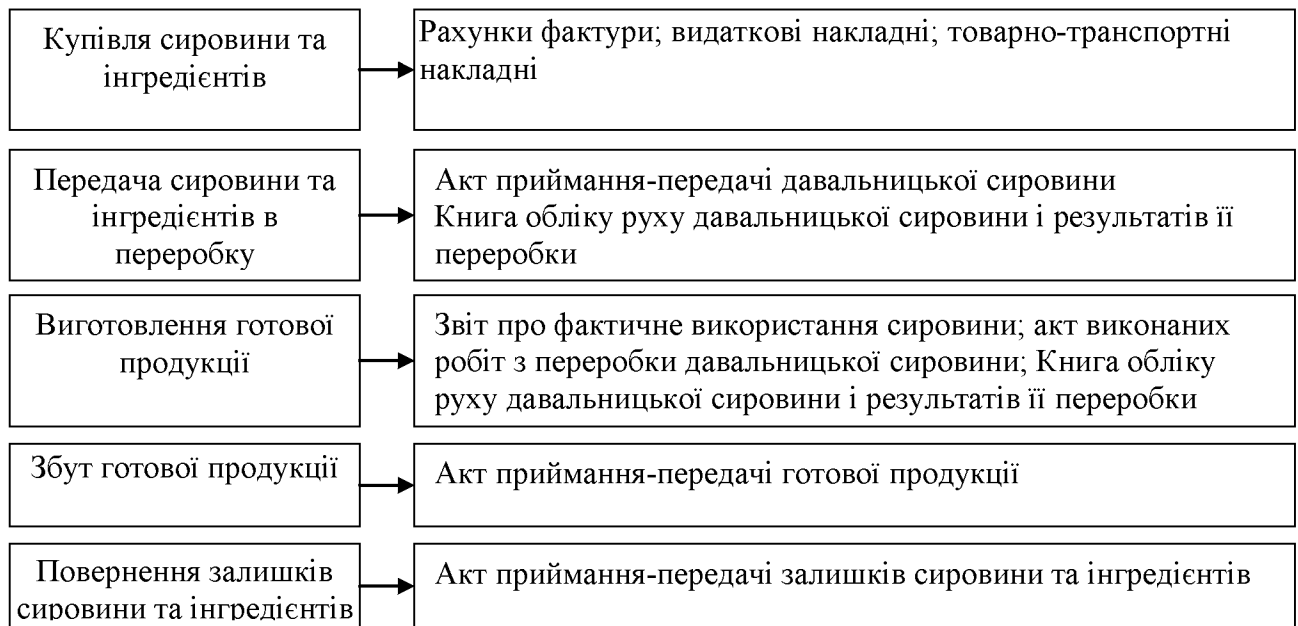 Купівля сировини та
інгредієнтів
Рахунки фактури; видаткові накладні; товарно-транспортні
накладні
Передача сировини та
інгредієнтів в
переробку
Акт приймання-передачі давальницької сировини
Книга обліку руху давальницької сировини і результатів її
переробки
Виготовлення готової
продукції
Звіт про фактичне використання сировини; акт виконаних
робіт з переробки давальницької сировини; Книга обліку
руху давальницької сировини і результатів її переробки
Збут готової продукції
Акт приймання-передачі готової продукції
Повернення залишків
сировини та інгредієнтів
Акт приймання-передачі залишків сировини та інгредієнтів